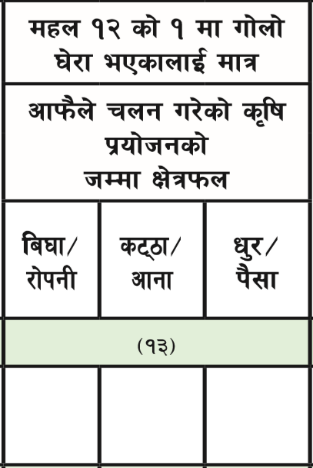 महल १२ को १ मा गोलो
घेरा भएकालाई मात्र
आफैले चलन गरेको कृषि
प्रयोजनको
जम्मा क्षेत्रफल
बिघा/ कट्ठा/ धुर/
रोपनी आना पैसा
(१३)